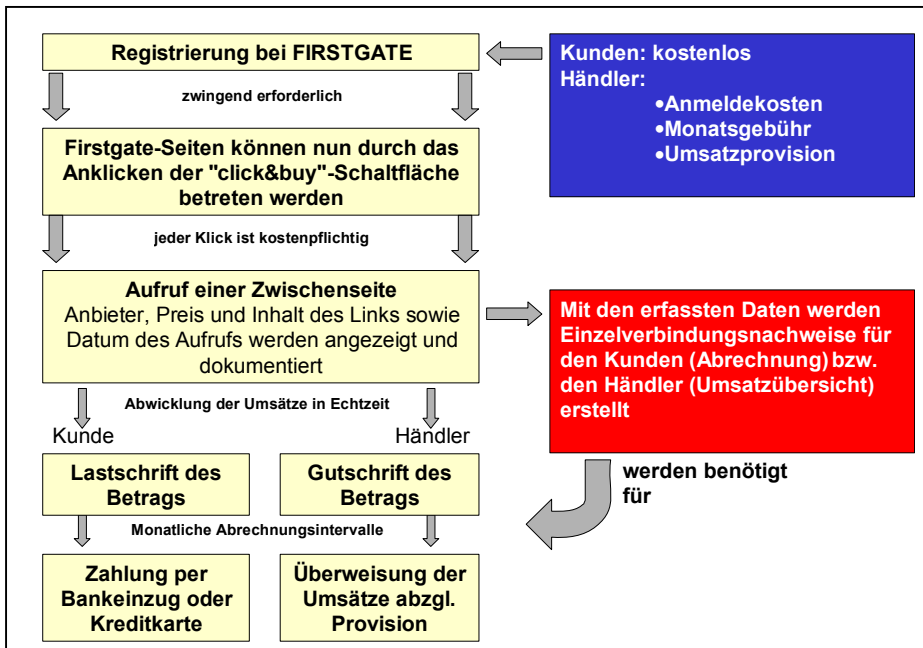 Registrierung bei FIRSTGATE
Kunden: kostenlos
Händler:
•Anmeldekosten
•Monatsgebühr
•Umsatzprovision
zwingend erforderlich
Firstgate-Seiten können nun durch das
Anklicken der "click&buy"-Schaltfläche
betreten werden
jeder Klick ist kostenpflichtig
Aufruf einer Zwischenseite
Anbieter, Preis und Inhalt des Links sowie
Datum des Aufrufs werden angezeigt und
dokumentiert
Mit den erfassten Daten werden
Einzelverbindungsnachweise für
den Kunden (Abrechnung) bzw.
den Händler (Umsatzübersicht)
erstellt
Abwicklung der Umsätze in Echtzeit
Kunde
Händler
Lastschrift des
Betrags
Gutschrift des
Betrags
werden benötigt
für
Monatliche Abrechnungsintervalle
Zahlung per
Bankeinzug oder
Kreditkarte
Überweisung der
Umsätze abzgl.
Provision